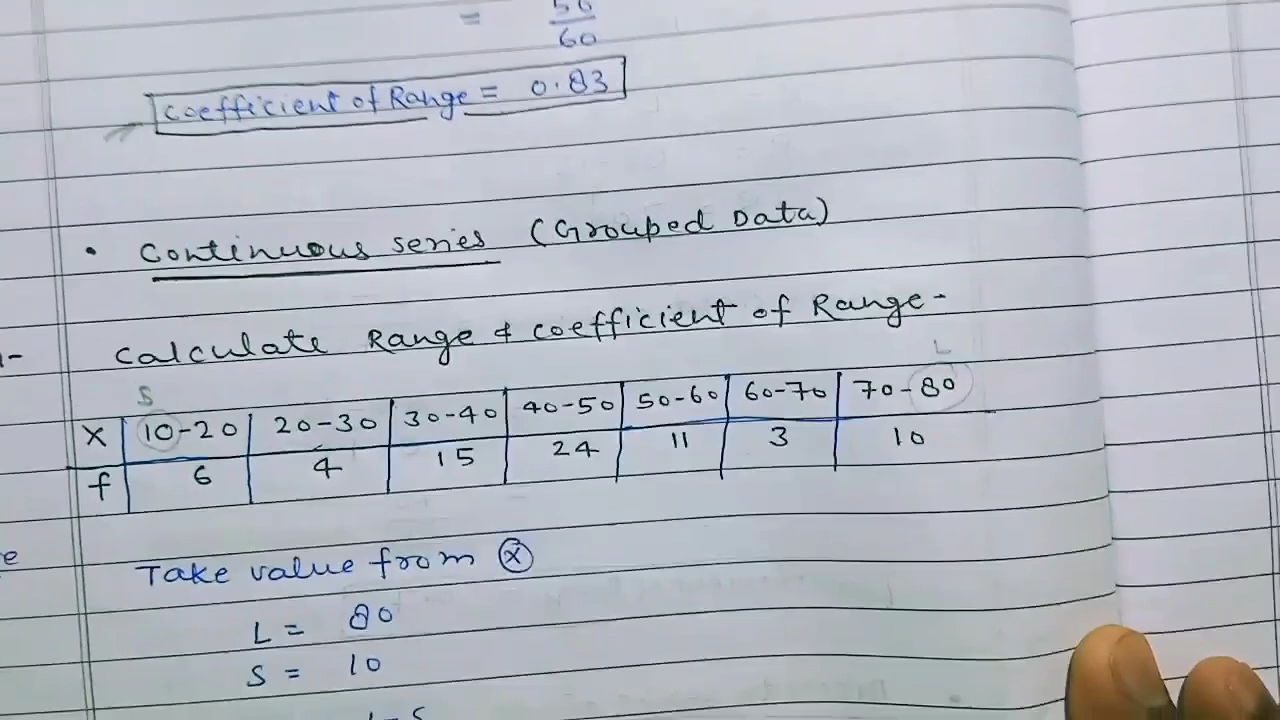 = 50
60
Coefficient of Range = 0.83
• Continuous series (Grouped Data)
Calculate Range & coefficient of Range-
S L
X 10-20 20-30 30-40 40-50 50-60 60-70 70-80
f 6 4 15 24 11 3 10
Take value from X
L = 80
S = 10
L-S